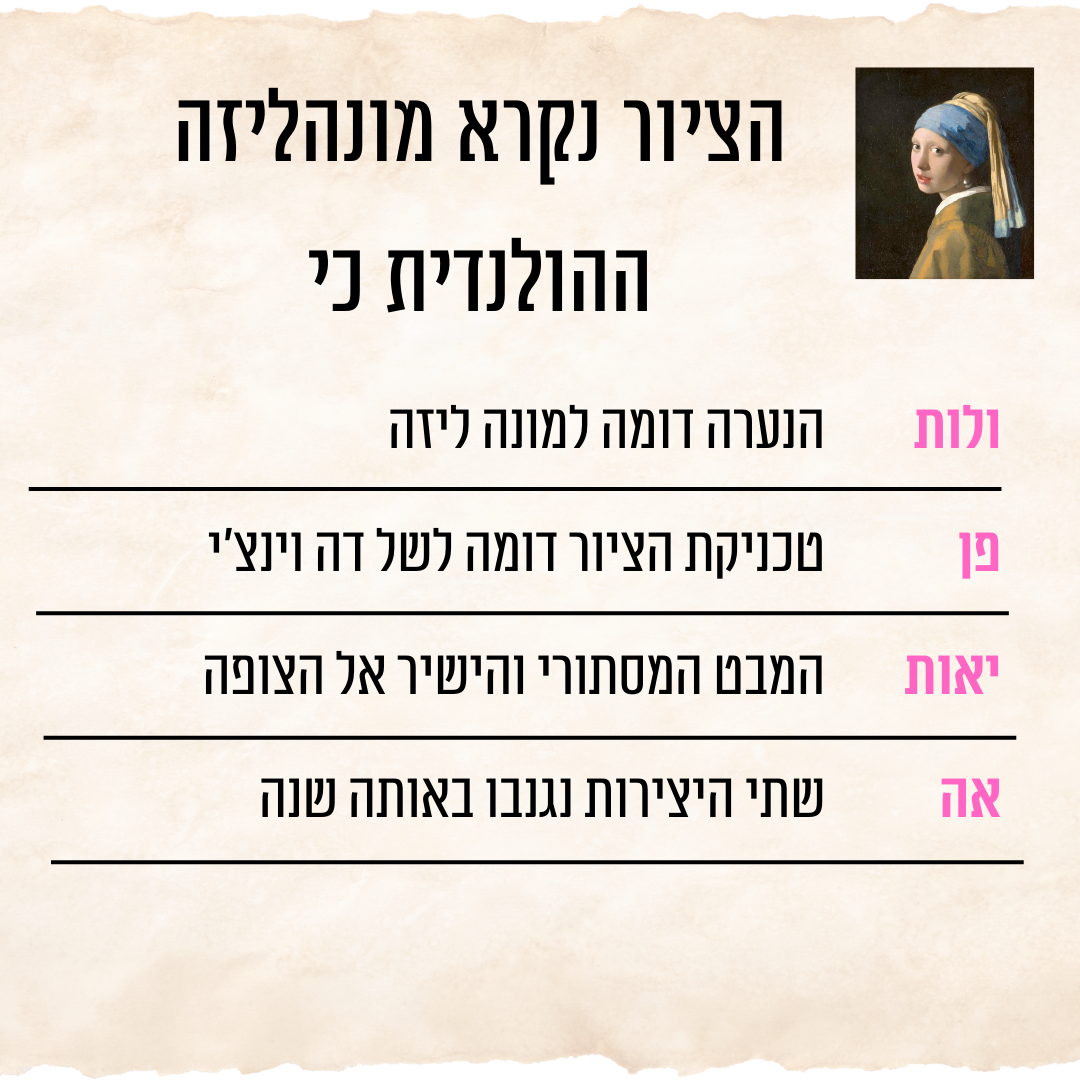 הציור נקרא מונהליזה
ההולנדית כי
ולות הנערה דומה למונה ליזה
פן טכניקת הציור דומה לשל דה וינצ'י
יאות המבט המסתורי והישיר אל הצופה
אה שתי היצירות נגנבו באותה שנה